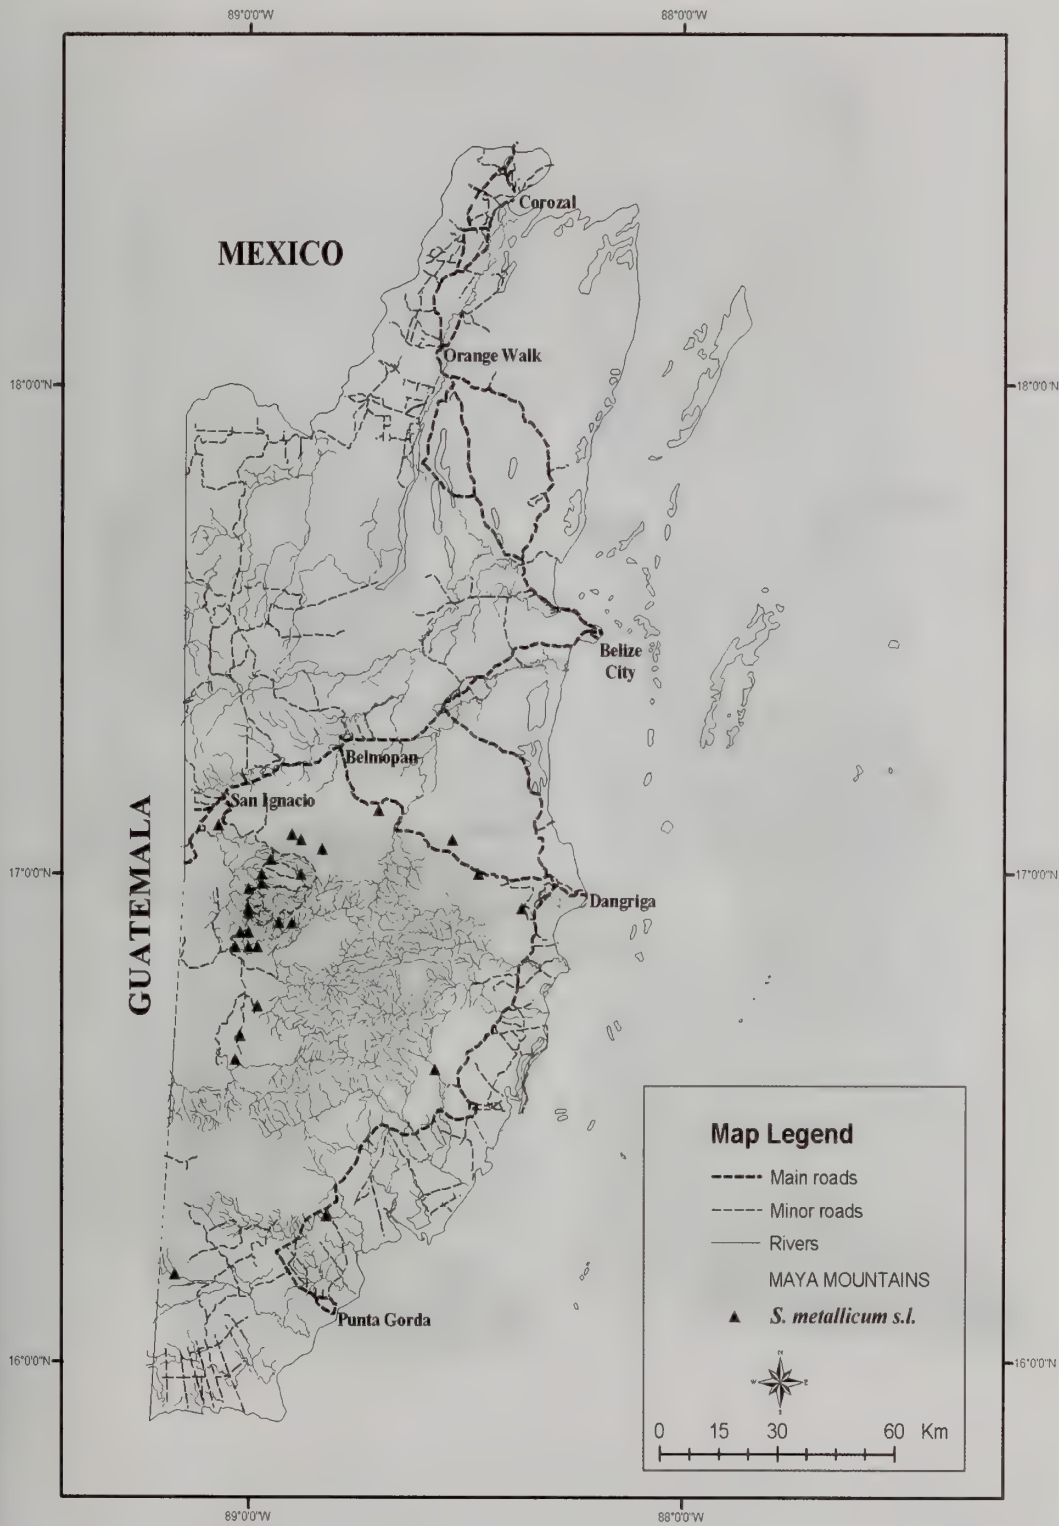 89°0'0"W
88°0'0"W
MEXICO
Corozal
Orange Walk
18°0'0"N
18°0'0"N
Belize
City
Belmopan
San Ignacio
GUATEMALA
17°0'0"N
17°0'0"N
Dangriga
Punta Gorda
16°0'0"N
16°0'0"N
Map Legend
Main roads
Minor roads
Rivers
MAYA MOUNTAINS
S. metallicum s.l.
N
W
E
S
0 15 30 60 Km
89°0'0"W
88°0'0"W